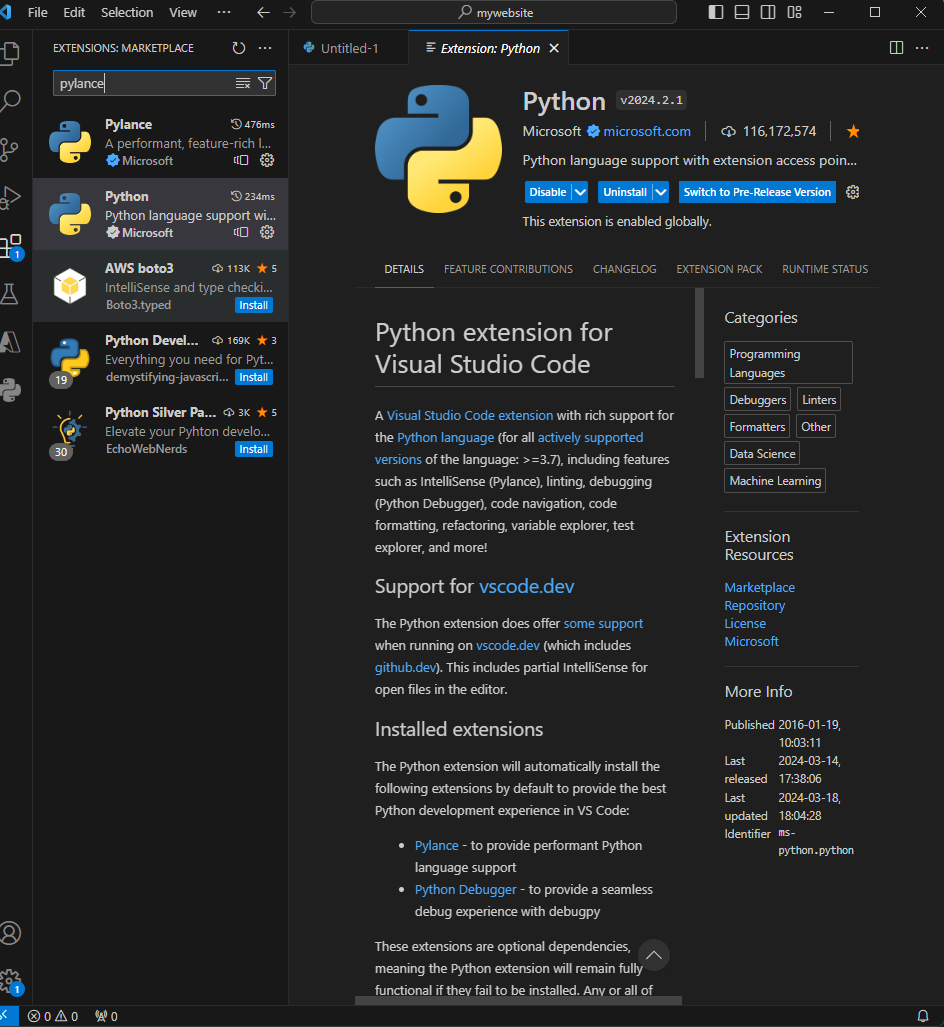 File Edit Selection View ··· mywebsite
EXTENSIONS: MARKETPLACE
pylance
Pylance 476ms
A performant, feature-rich l...
Microsoft
Python 234ms
Python language support wi...
Microsoft
AWS boto3 113K 5
IntelliSense and type checki...
Boto3.typed Install
Python Devel... 169K 3
Everything you need for Pyt...
demystifying-javascri... Install
19
Python Silver Pa... 3K 5
Elevate your Pyhton develo...
EchoWebNerds Install
30
1
1
Untitled-1 Extension: Python
Python v2024.2.1
Microsoft microsoft.com 116,172,574
Python language support with extension access poin...
Disable Uninstall Switch to Pre-Release Version
This extension is enabled globally.
DETAILS FEATURE CONTRIBUTIONS CHANGELOG EXTENSION PACK RUNTIME STATUS
Python extension for
Visual Studio Code
A Visual Studio Code extension with rich support for
the Python language (for all actively supported
versions of the language: >=3.7), including features
such as IntelliSense (Pylance), linting, debugging
(Python Debugger), code navigation, code
formatting, refactoring, variable explorer, test
explorer, and more!
Support for vscode.dev
The Python extension does offer some support
when running on vscode.dev (which includes
github.dev). This includes partial IntelliSense for
open files in the editor.
Installed extensions
The Python extension will automatically install the
following extensions by default to provide the best
Python development experience in VS Code:
• Pylance - to provide performant Python
language support
• Python Debugger - to provide a seamless
debug experience with debugpy
These extensions are optional dependencies,
meaning the Python extension will remain fully
functional if they fail to be installed. Any or all of
Categories
Programming
Languages
Debuggers Linters
Formatters Other
Data Science
Machine Learning
Extension
Resources
Marketplace
Repository
License
Microsoft
More Info
Published 2016-01-19,
10:03:11
Last 2024-03-14,
released 17:38:06
Last 2024-03-18,
updated 18:04:28
Identifier ms-
python.python
0 0 0